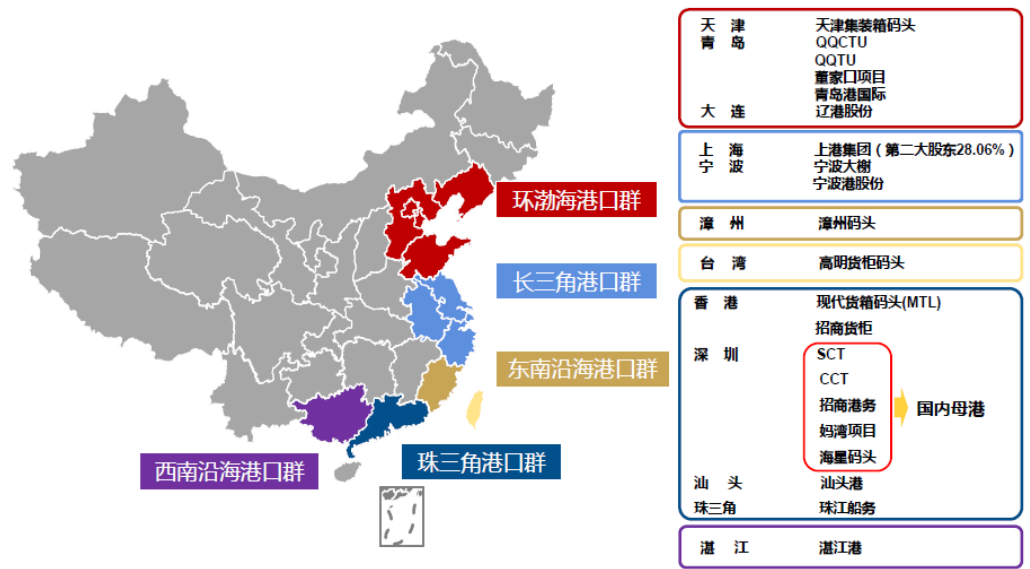 环渤海港口群
长三角港口群
东南沿海港口群
珠三角港口群
西南沿海港口群
天 津 天津集装箱码头
青 岛 QQCTU
QQTU
董家口项目
青岛港国际
大 连 辽港股份
上 海 上港集团（第二大股东28.06%）
宁 波 宁波大榭
宁波港股份
漳 州 漳州码头
台 湾 高明货柜码头
香 港 现代货箱码头(MTL)
招商货柜
深 圳 SCT
CCT
招商港务
妈湾项目
海星码头
国内母港
汕 头 汕头港
珠三角 珠江船务
湛 江 湛江港